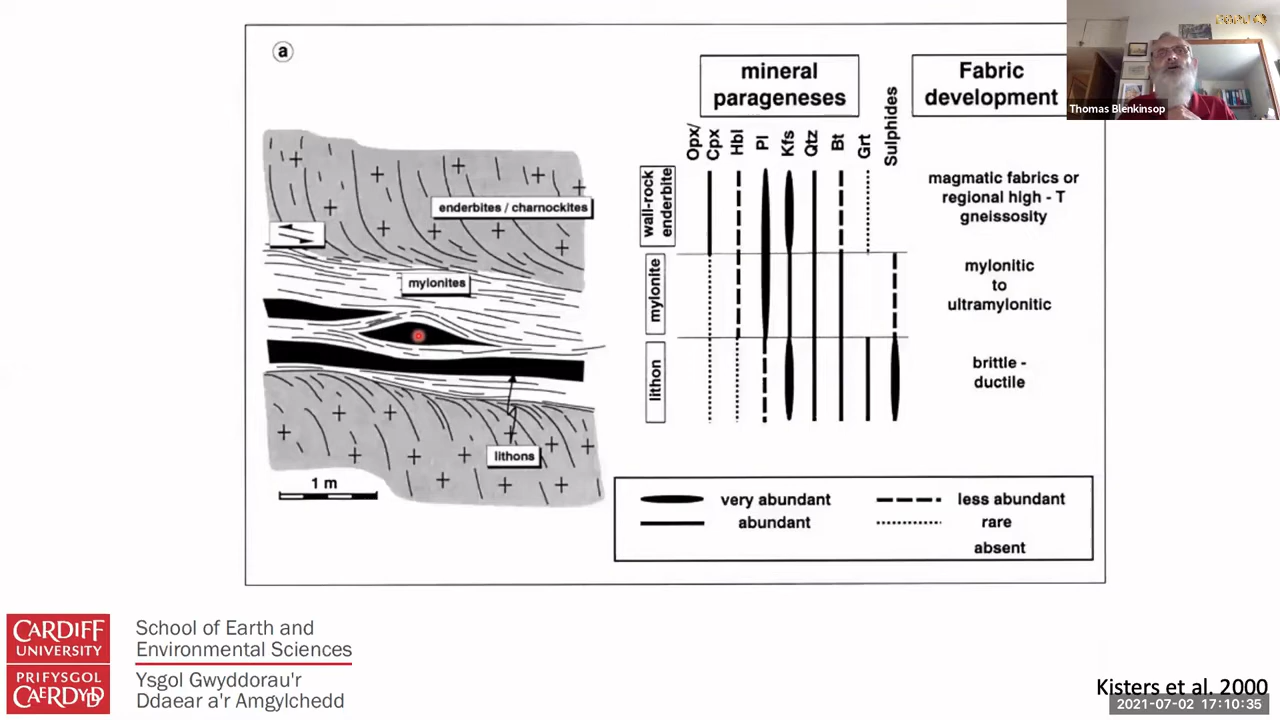 a
enderbites / charnockites
mylonites
lithons
1 m
mineral
parageneses
Fabric
development
Opx/
Cpx
Hbl
Pl
Kfs
Qtz
Bt
Grt
Sulphides
wall-rock
enderbite
magmatic fabrics or
regional high - T
gneissosity
mylonite
mylonitic
to
ultramylonitic
lithon
brittle -
ductile
very abundant
less abundant
abundant
rare
absent
Thomas Blenkinsop
CARDIFF
UNIVERSITY
PRIFYSGOL
CAERDYDD
School of Earth and
Environmental Sciences
Ysgol Gwyddorau'r
Ddaear a'r Amgylchedd
Kisters et al. 2000
2021-07-02 17:10:35